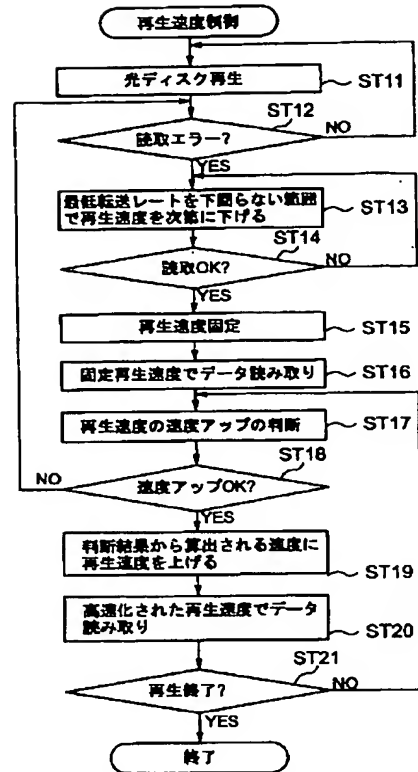 再生速度制御
光ディスク再生
ST11
ST12
読取エラー?
NO
YES
最低転送レートを下回らない範囲
で再生速度を次第に下げる
ST13
ST14
読取OK?
NO
YES
再生速度固定
ST15
固定再生速度でデータ読み取り
ST16
再生速度の速度アップの判断
ST17
ST18
NO
速度アップOK?
YES
判断結果から算出される速度に
再生速度を上げる
ST19
高速化された再生速度でデータ
読み取り
ST20
ST21
再生終了?
NO
YES
終了